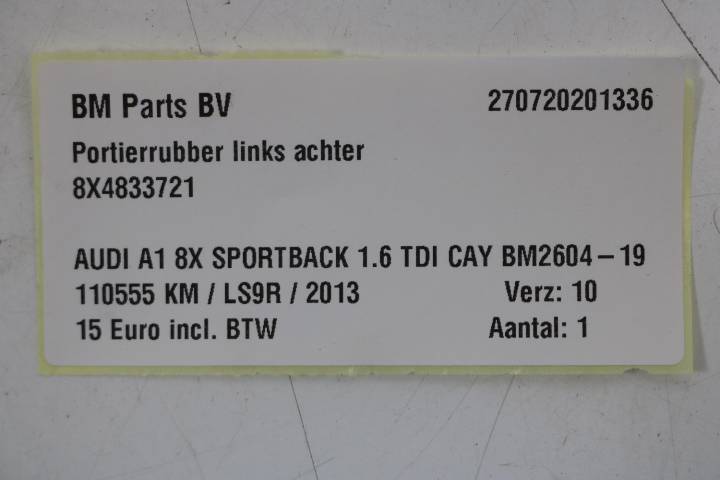 BM Parts BV 270720201336
Portierrubber links achter
8X4833721
AUDI A1 8X SPORTBACK 1.6 TDI CAY BM2604-19
110555 KM / LS9R / 2013 Verz: 10
15 Euro incl. BTW Aantal: 1